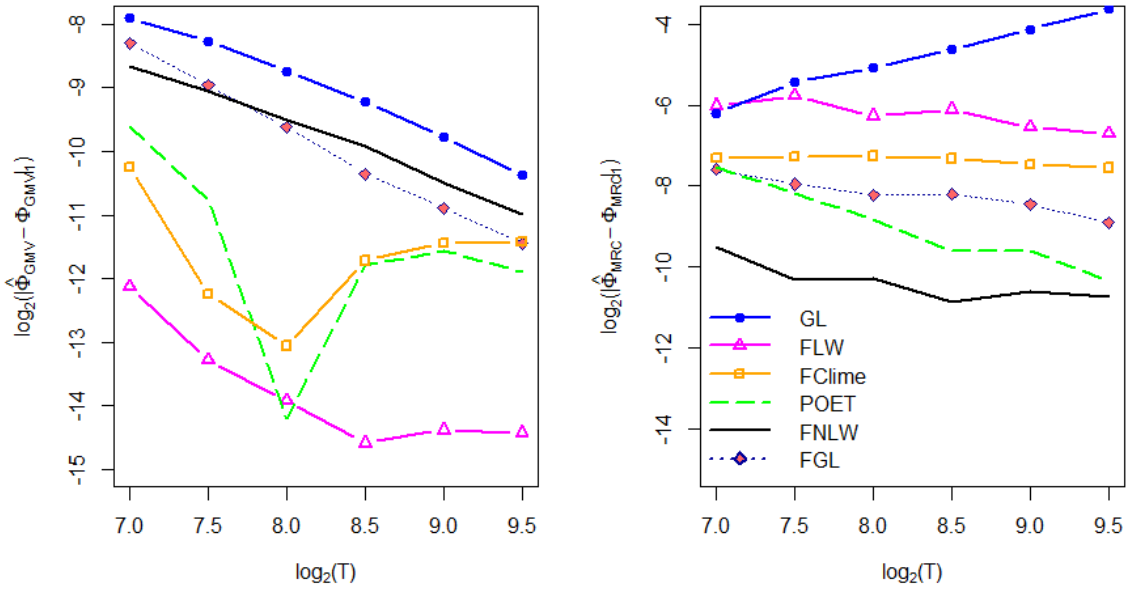 log₂(|Φ̂GMV − ΦGMV|)
-8
-9
-10
-11
-12
-13
-14
-15
7.0 7.5 8.0 8.5 9.0 9.5
log₂(T)
log₂(|Φ̂MRC − ΦMRC|)
-4
-6
-8
-10
-12
-14
GL
FLW
FClime
POET
FNLW
FGL
7.0 7.5 8.0 8.5 9.0 9.5
log₂(T)